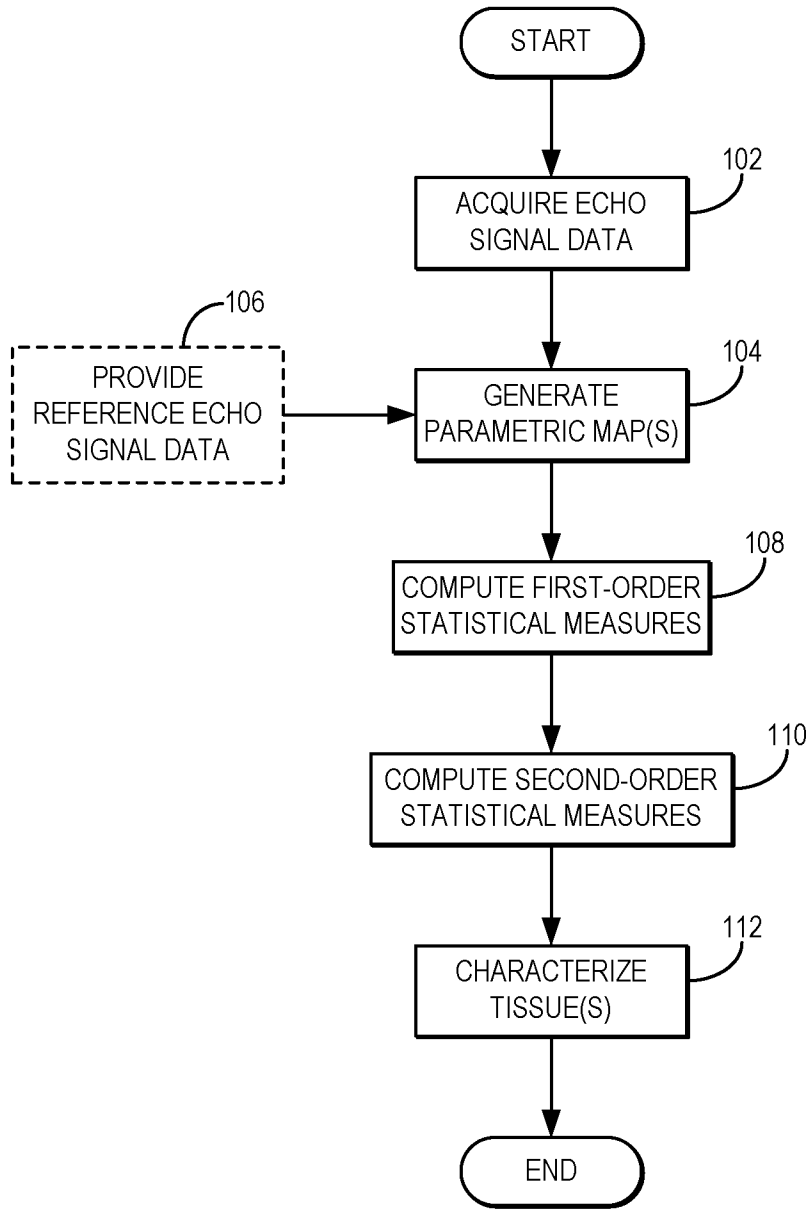 START
102
ACQUIRE ECHO
SIGNAL DATA
106
PROVIDE
REFERENCE ECHO
SIGNAL DATA
104
GENERATE
PARAMETRIC MAP(S)
108
COMPUTE FIRST-ORDER
STATISTICAL MEASURES
110
COMPUTE SECOND-ORDER
STATISTICAL MEASURES
112
CHARACTERIZE
TISSUE(S)
END